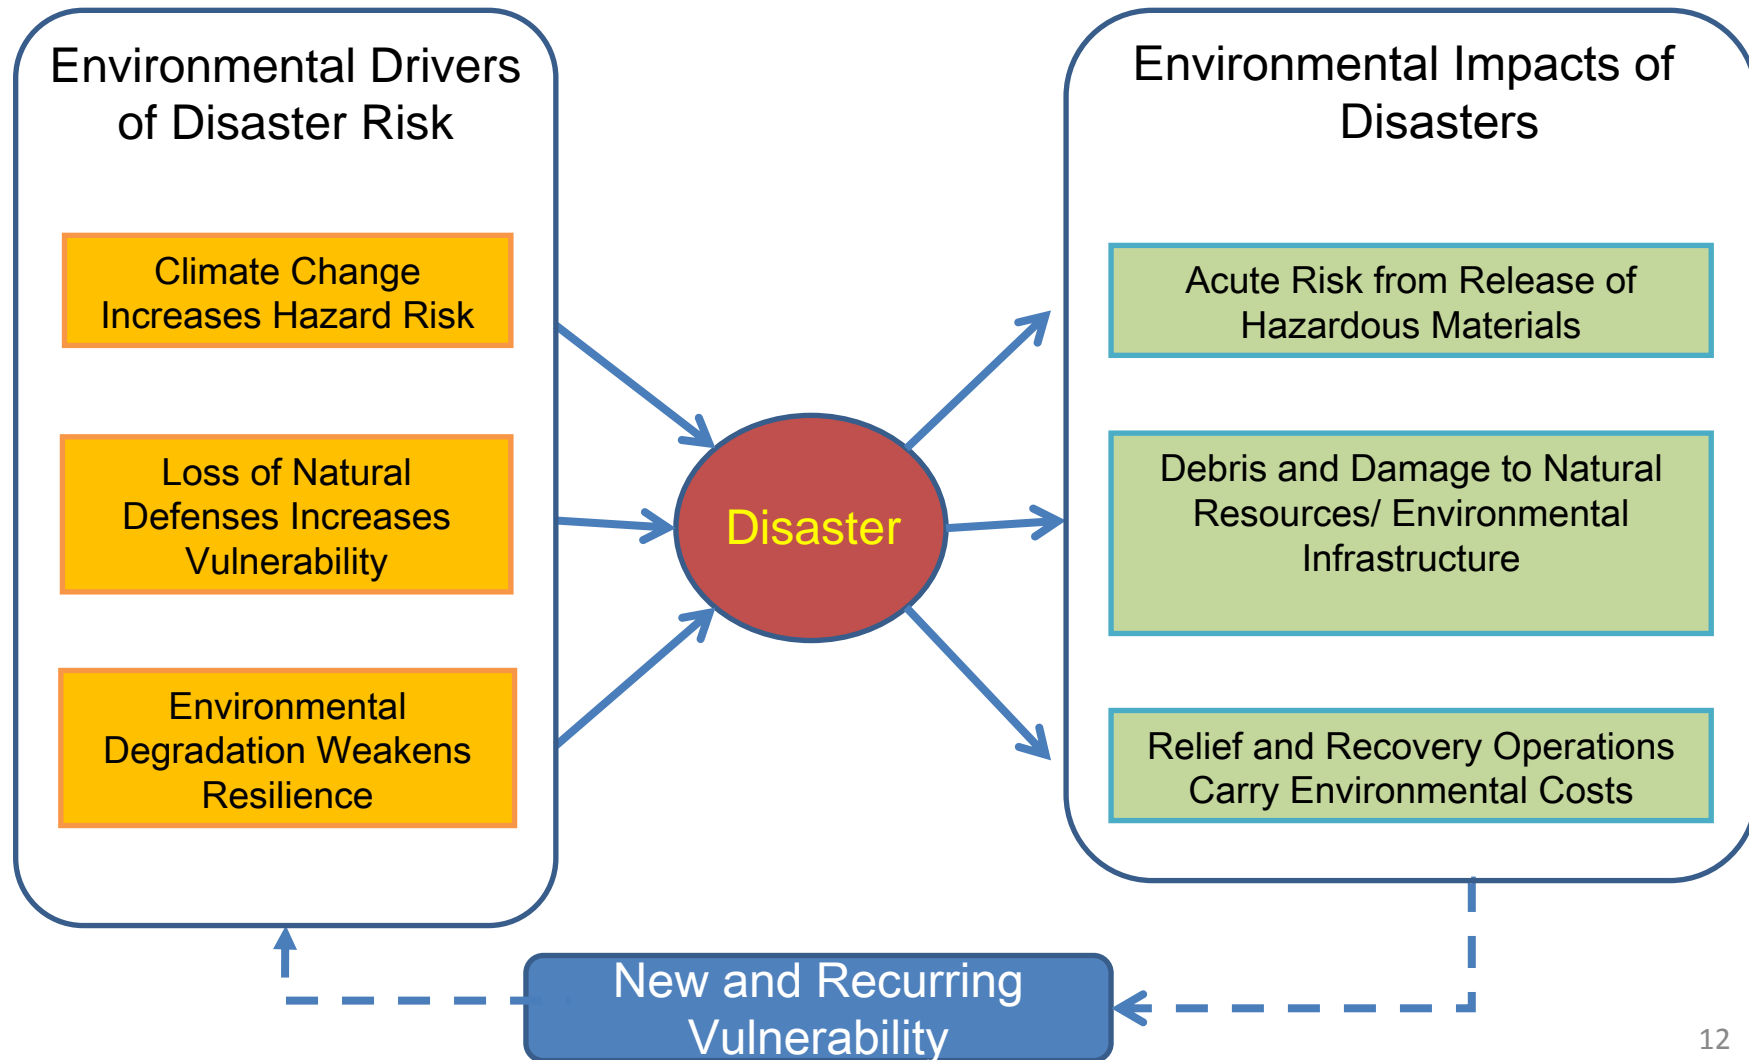 Environmental Drivers
of Disaster Risk
Climate Change
Increases Hazard Risk
Loss of Natural
Defenses Increases
Vulnerability
Environmental
Degradation Weakens
Resilience
Disaster
Environmental Impacts of
Disasters
Acute Risk from Release of
Hazardous Materials
Debris and Damage to Natural
Resources/ Environmental
Infrastructure
Relief and Recovery Operations
Carry Environmental Costs
New and Recurring
Vulnerability
12